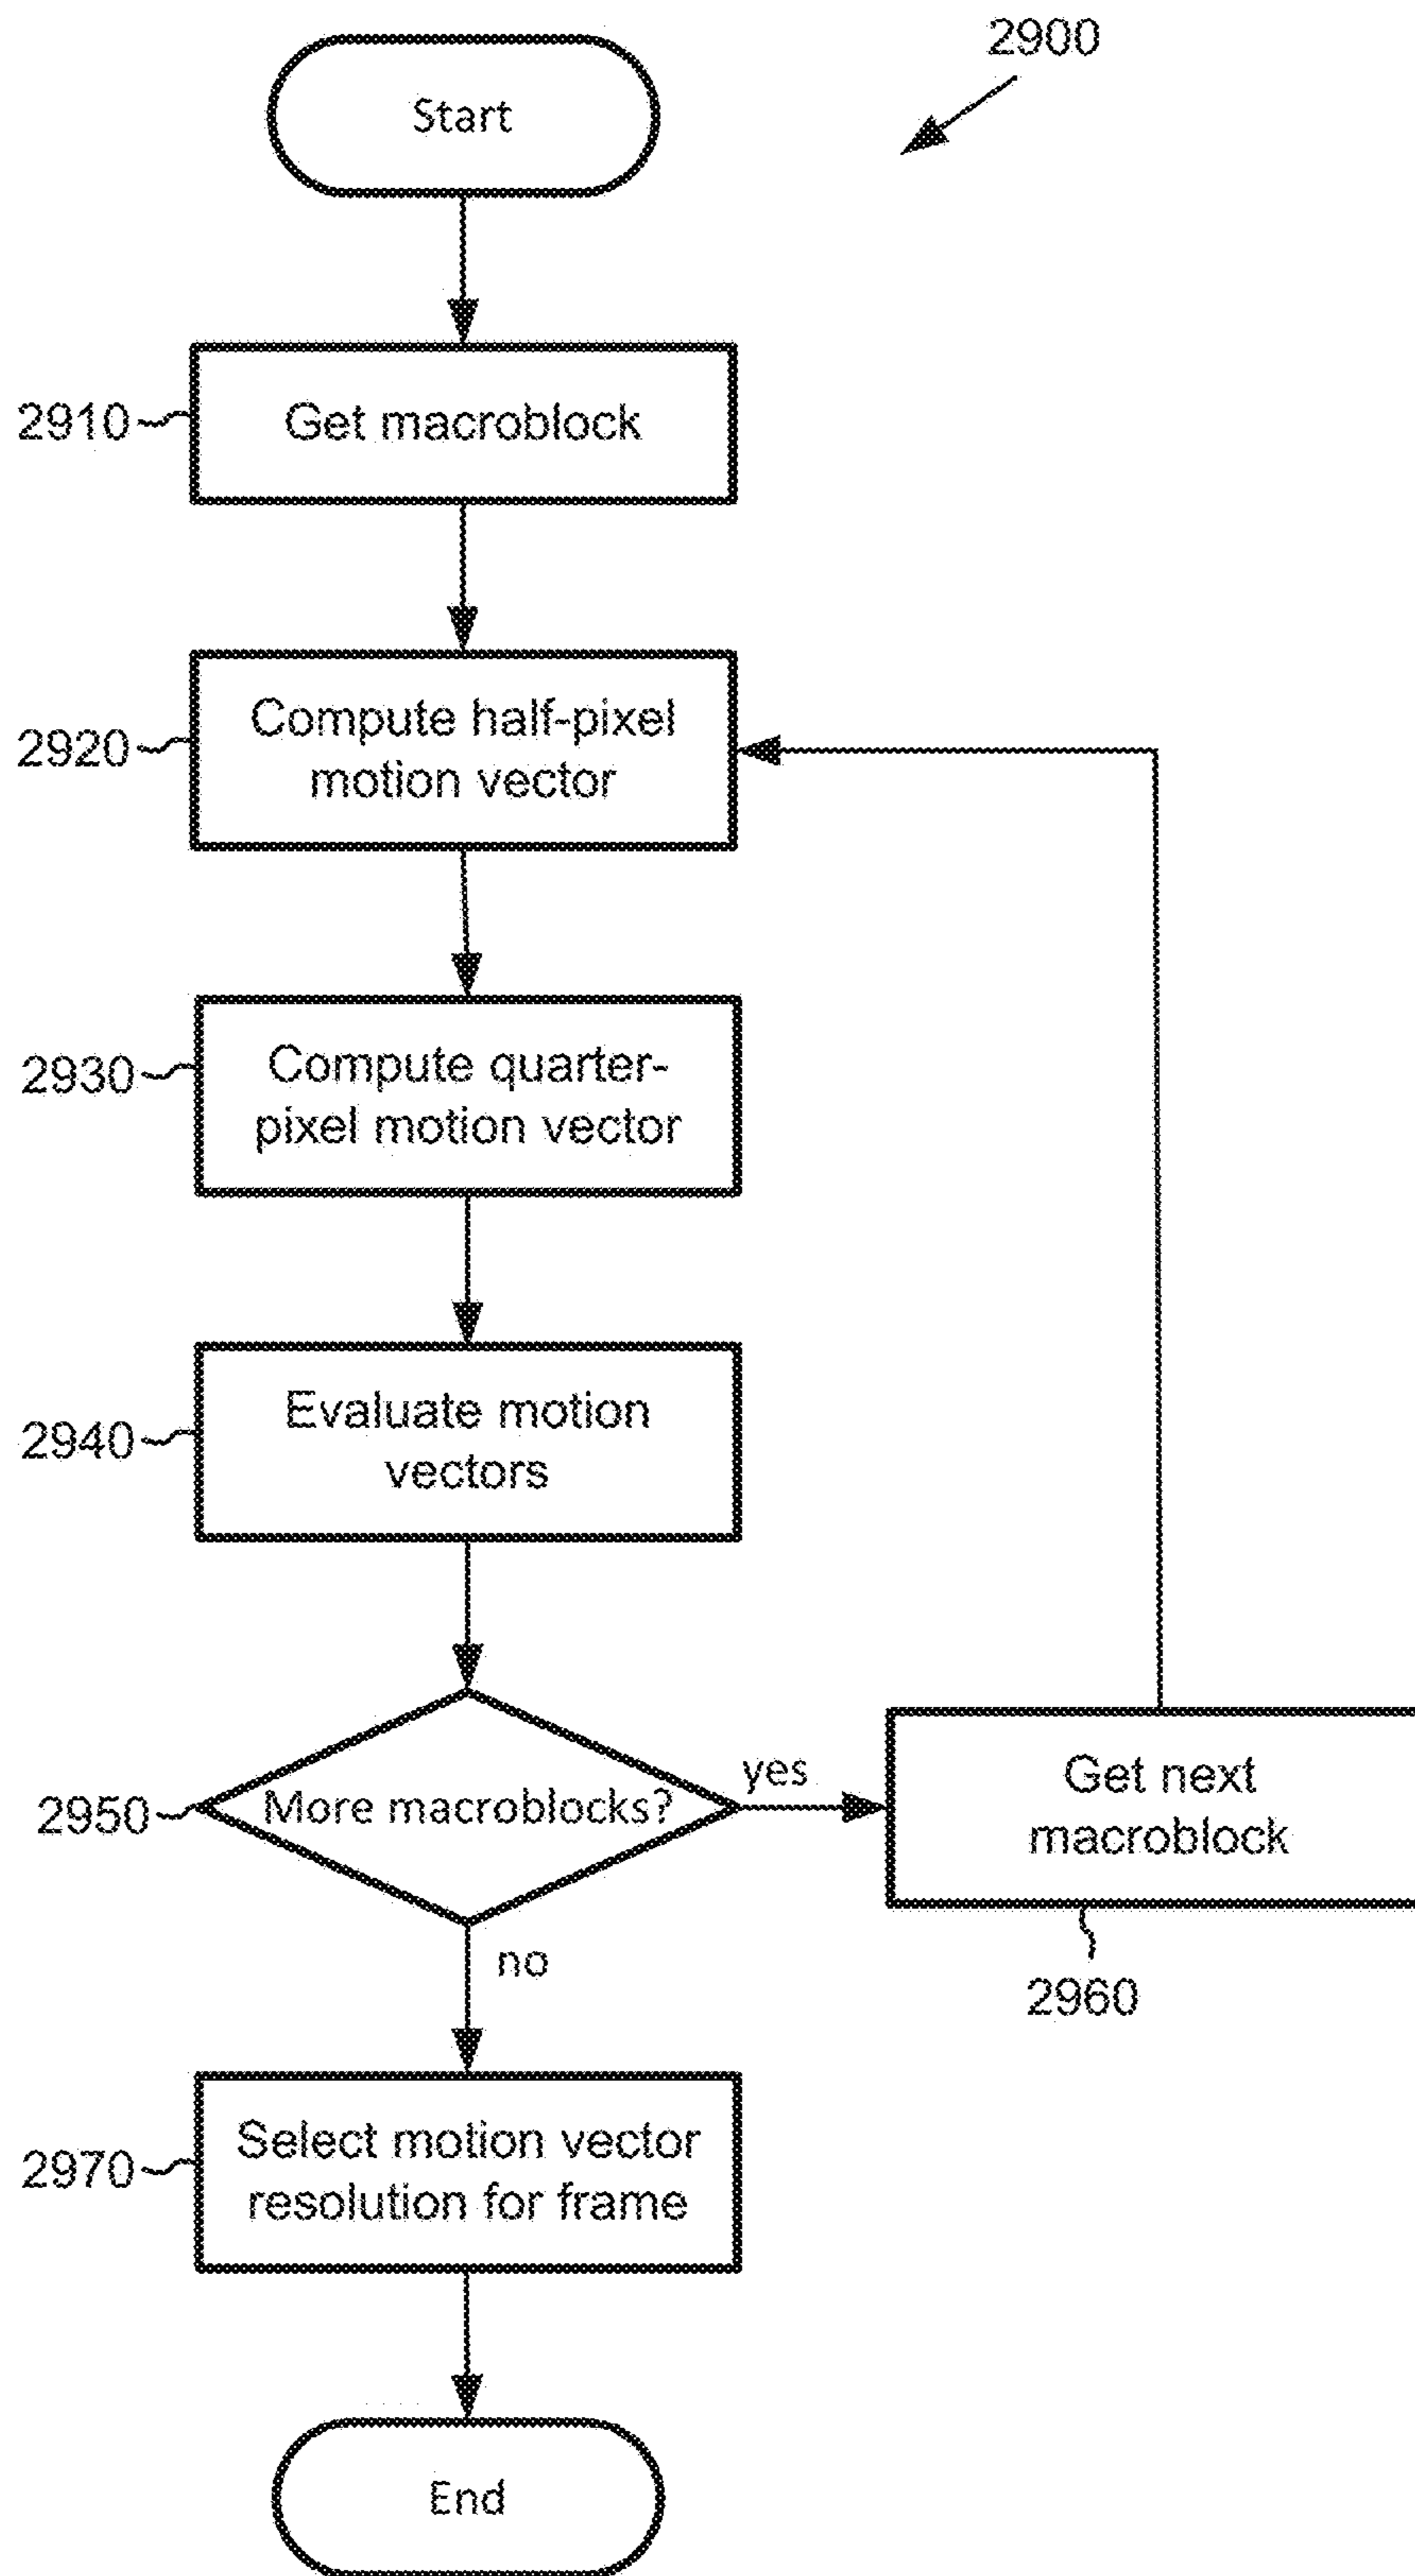 2900
Start
2910
Get macroblock
2920
Compute half-pixel
motion vector
2930
Compute quarter-
pixel motion vector
2940
Evaluate motion
vectors
2950
More macroblocks?
yes
Get next
macroblock
2960
no
2970
Select motion vector
resolution for frame
End